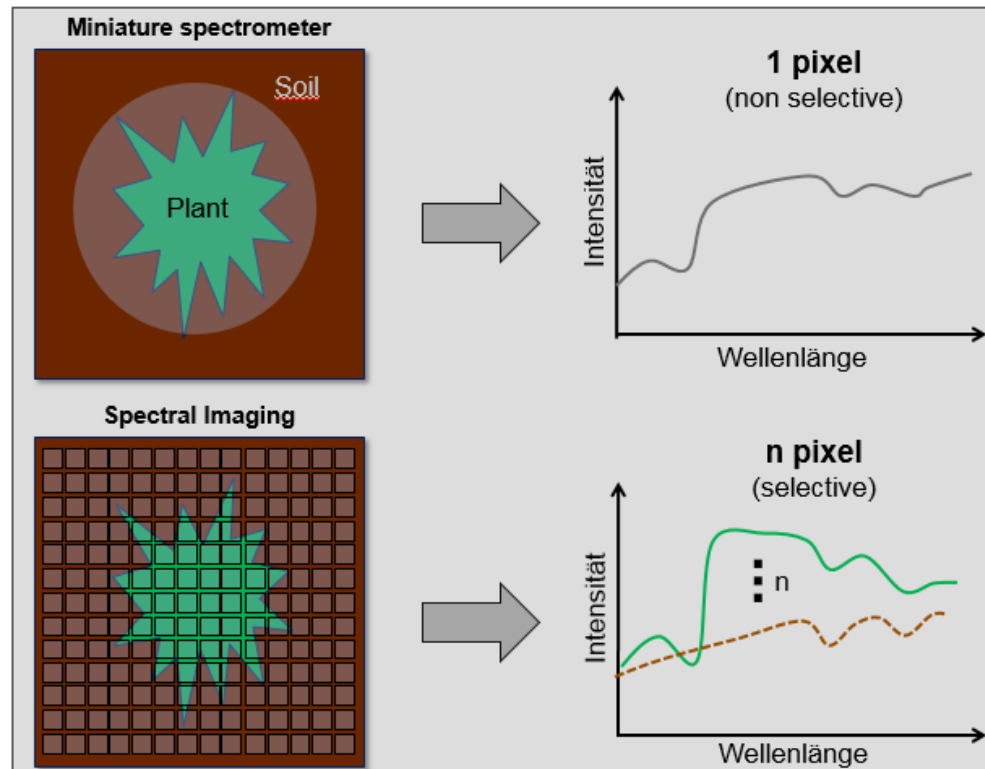 Miniature spectrometer
Soil
Plant
1 pixel
(non selective)
Intensität
Wellenlänge
Spectral Imaging
n pixel
(selective)
n
Intensität
Wellenlänge